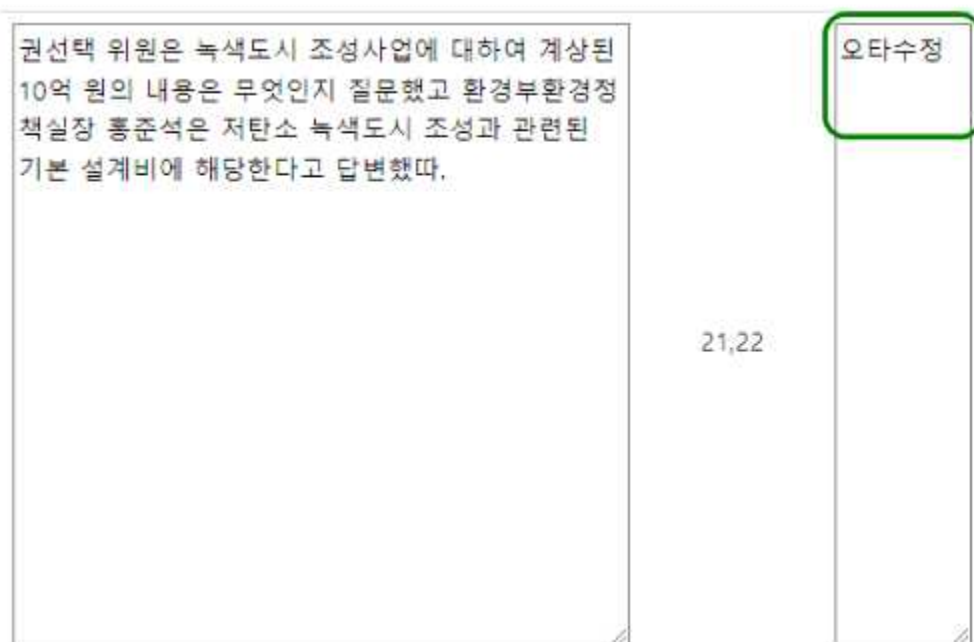 권선택 위원은 녹색도시 조성사업에 대하여 계상된
10억 원의 내용은 무엇인지 질문했고 환경부환경정
책실장 홍준석은 저탄소 녹색도시 조성과 관련된
기본 설계비에 해당한다고 답변했따.
21,22
오타수정